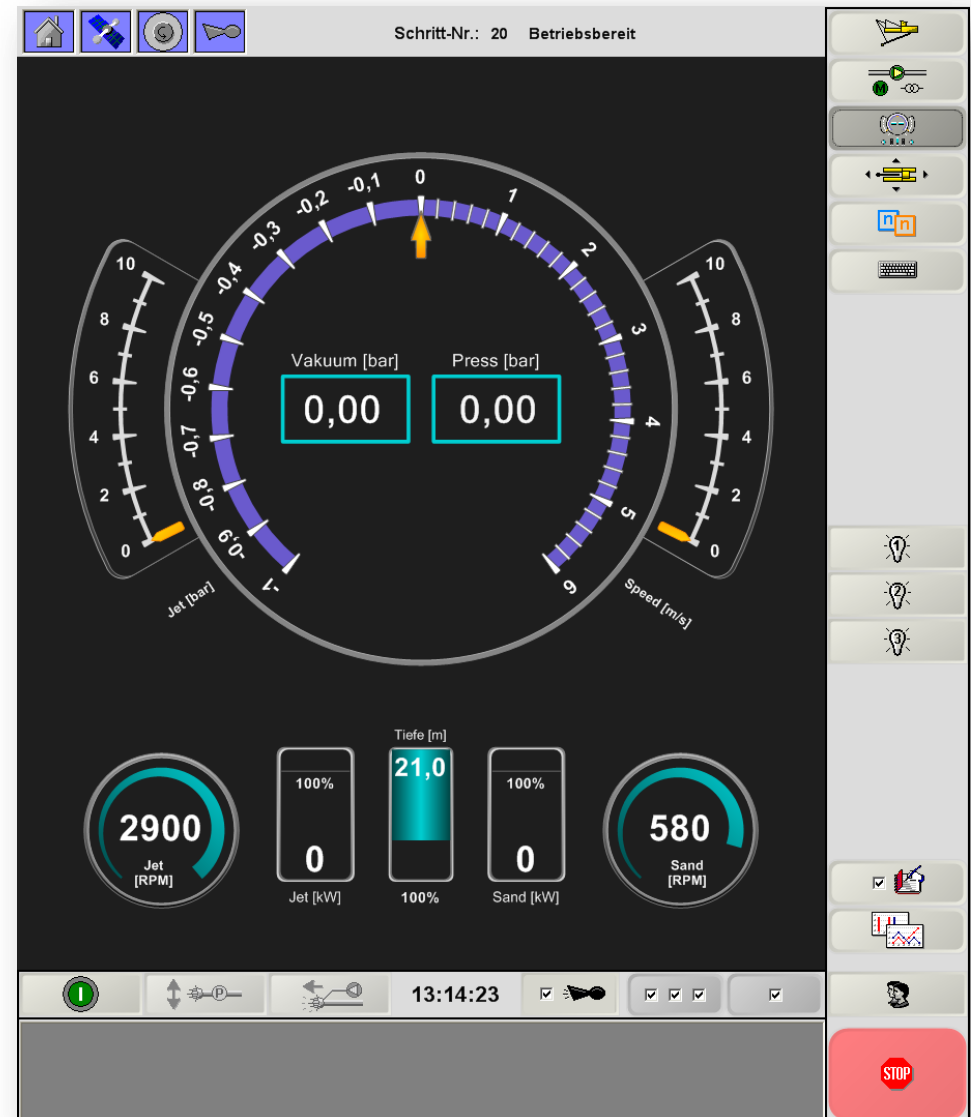 Schritt-Nr.: 20 Betriebsbereit
M
0
-0,1
1
-0,2
2
-0,3
3
-0,4
4
-0,5
5
-0,6
6
-0,7
-0,8
-0,9
-1
10
8
6
4
2
0
Jet [bar]
10
8
6
4
2
0
Speed [m/s]
Vakuum [bar] Press [bar]
0,00 0,00
n
n
1
2
3
2900
Jet
[RPM]
100%
0
Jet [kW]
Tiefe [m]
21,0
100%
100%
0
Sand [kW]
580
Sand
[RPM]
I
P
13:14:23
STOP